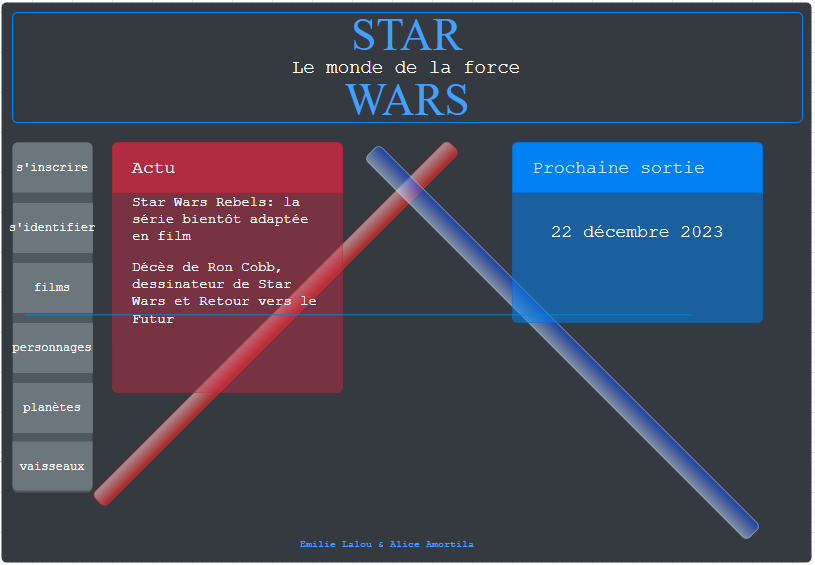 STAR
Le monde de la force
WARS
s'inscrire
s'identifier
films
personnages
planètes
vaisseaux
Actu
Star Wars Rebels: la
série bientôt adaptée
en film
Décès de Ron Cobb,
dessinateur de Star
Wars et Retour vers le
Futur
Prochaine sortie
22 décembre 2023
Emilie Lalou & Alice Amortila